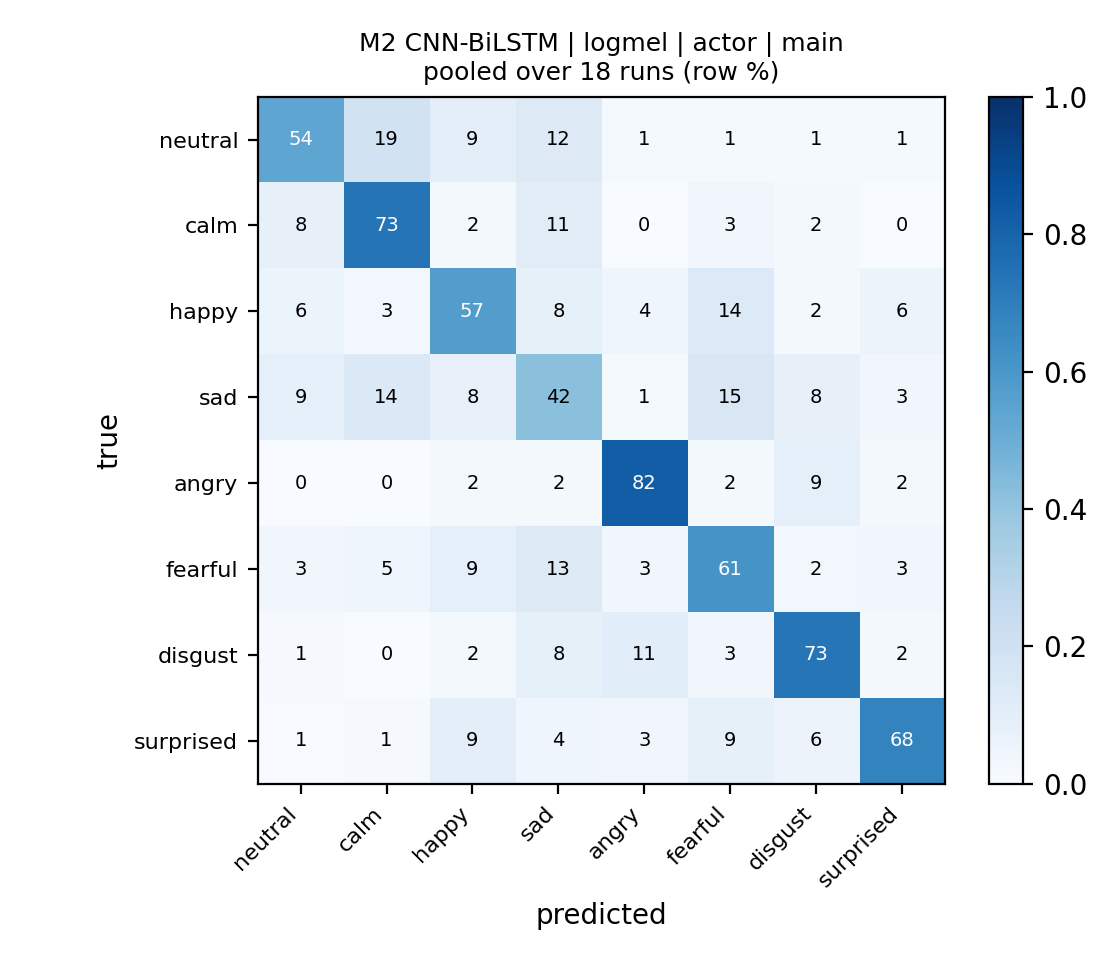 M2 CNN-BiLSTM | logmel | actor | main
pooled over 18 runs (row %)
neutral 54 19 9 12 1 1 1 1
calm 8 73 2 11 0 3 2 0
happy 6 3 57 8 4 14 2 6
sad 9 14 8 42 1 15 8 3
angry 0 0 2 2 82 2 9 2
fearful 3 5 9 13 3 61 2 3
disgust 1 0 2 8 11 3 73 2
surprised 1 1 9 4 3 9 6 68
true
neutral calm happy sad angry fearful disgust surprised
predicted
1.0
0.8
0.6
0.4
0.2
0.0